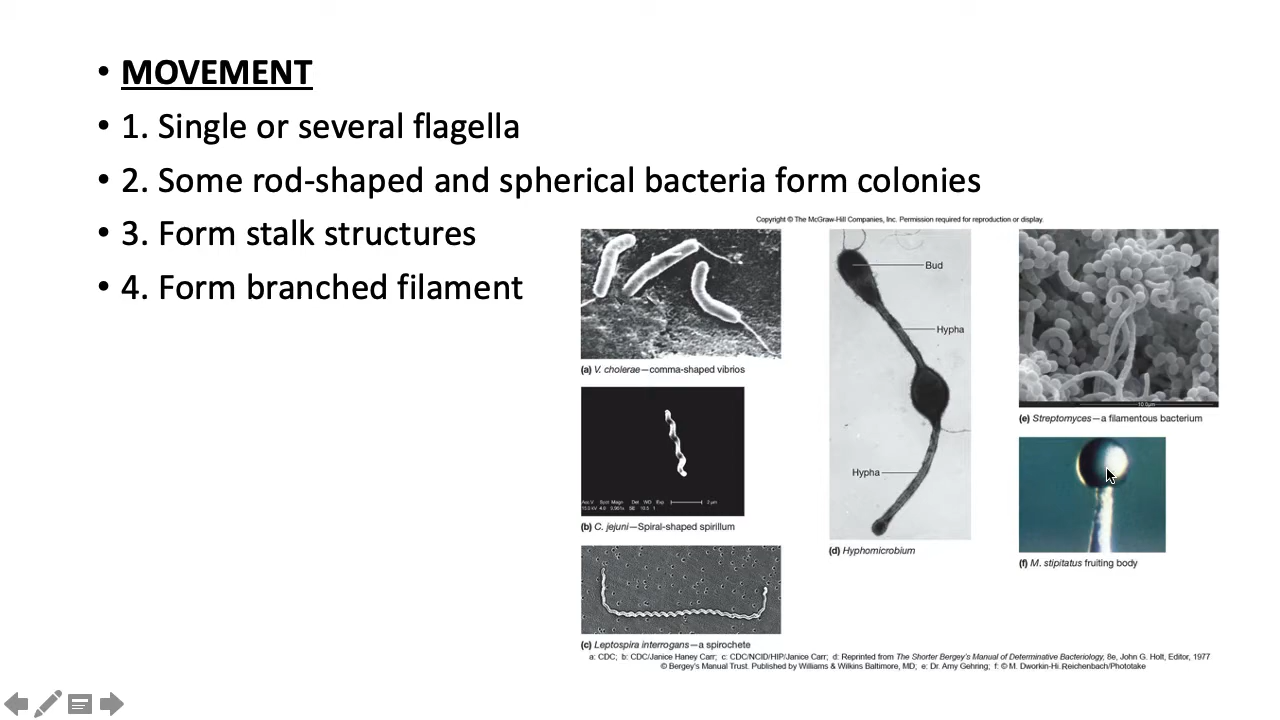 • MOVEMENT
• 1. Single or several flagella
• 2. Some rod-shaped and spherical bacteria form colonies
• 3. Form stalk structures
• 4. Form branched filament
Copyright © The McGraw-Hill Companies, Inc. Permission required for reproduction or display.
(a) V. cholerae—comma-shaped vibrios
(b) C. jejuni—Spiral-shaped spirillum
2 µm
(c) Leptospira interrogans—a spirochete
Bud
Hypha
Hypha
(d) Hyphomicrobium
10.0µm
(e) Streptomyces—a filamentous bacterium
(f) M. stipitatus fruiting body
a: CDC; b: CDC/Janice Haney Carr; c: CDC/NCID/HIP/Janice Carr; d: Reprinted from The Shorter Bergey's Manual of Determinative Bacteriology, 8e, John G. Holt, Editor, 1977
© Bergey's Manual Trust. Published by Williams & Wilkins Baltimore, MD; e: Dr. Amy Gehring; f: © M. Dworkin-H. Reichenbach/Phototake